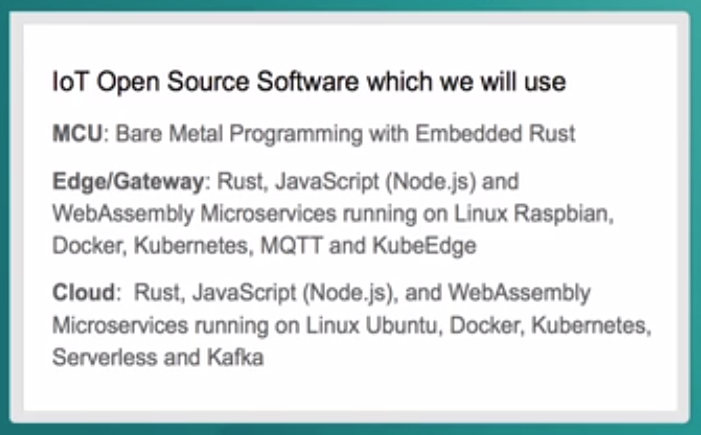 IoT Open Source Software which we will use
MCU: Bare Metal Programming with Embedded Rust
Edge/Gateway: Rust, JavaScript (Node.js) and
WebAssembly Microservices running on Linux Raspbian,
Docker, Kubernetes, MQTT and KubeEdge
Cloud:  Rust, JavaScript (Node.js), and WebAssembly
Microservices running on Linux Ubuntu, Docker, Kubernetes,
Serverless and Kafka